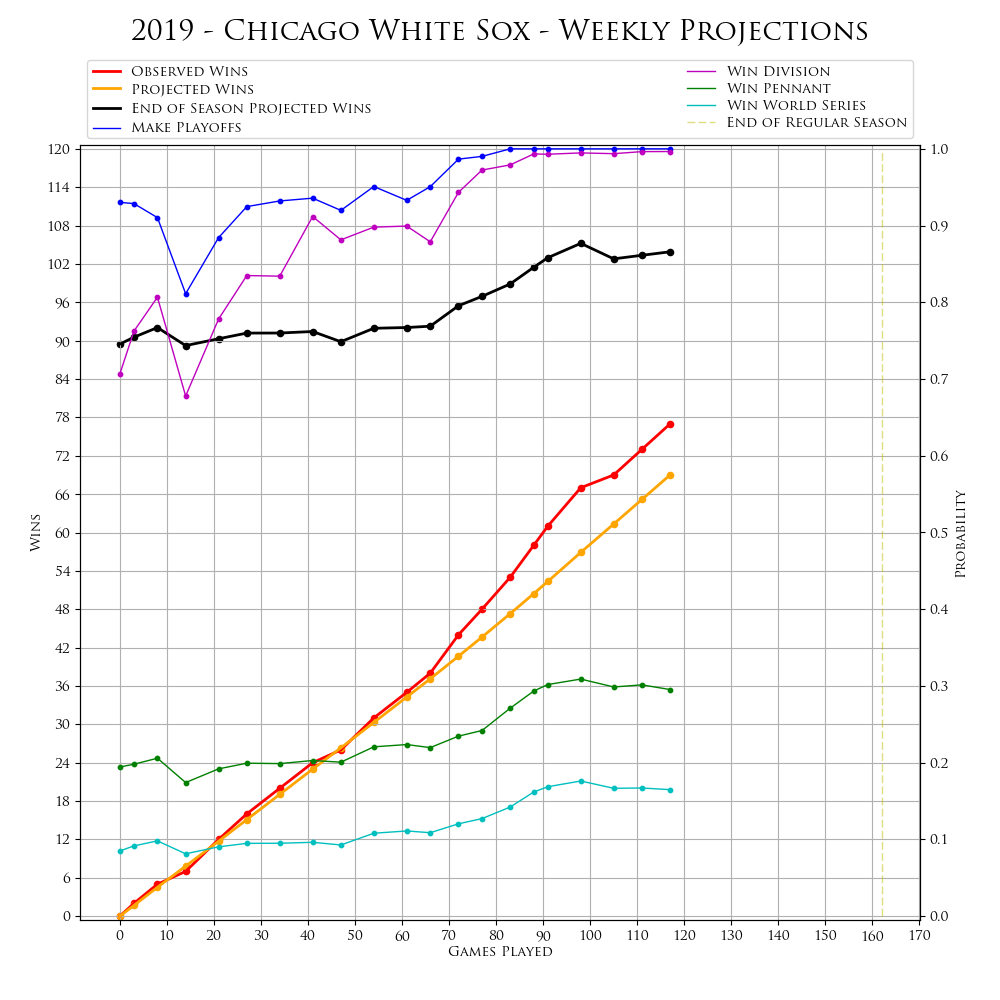 2019 - Chicago White Sox - Weekly Projections
Observed Wins
Projected Wins
End of Season Projected Wins
Make Playoffs
Win Division
Win Pennant
Win World Series
End of Regular Season
120
114
108
102
96
90
84
78
72
66
60
54
48
42
36
30
24
18
12
6
0
Wins
1.0
0.9
0.8
0.7
0.6
0.5
0.4
0.3
0.2
0.1
0.0
Probability
0 10 20 30 40 50 60 70 80 90 100 110 120 130 140 150 160 170
Games Played